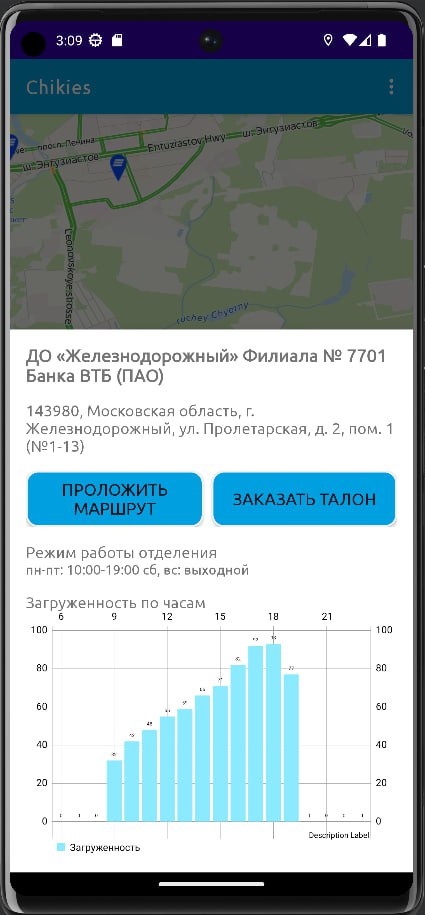 3:09
Chikies
просп. Ленина
ш. Энтузиастов
Entuziastov Hwy
ш. Энтузиастов
Leonovskoye
ДО «Железнодорожный» Филиала № 7701
Банка ВТБ (ПАО)
143980, Московская область, г.
Железнодорожный, ул. Пролетарская, д. 2, пом. 1
(№1-13)
ПРОЛОЖИТЬ
МАРШРУТ
ЗАКАЗАТЬ ТАЛОН
Режим работы отделения
пн-пт: 10:00-19:00 сб, вс: выходной
Загруженность по часам
6 9 12 15 18 21
100 100
80 80
60 60
40 40
20 20
0 0
Description Label
Загруженность